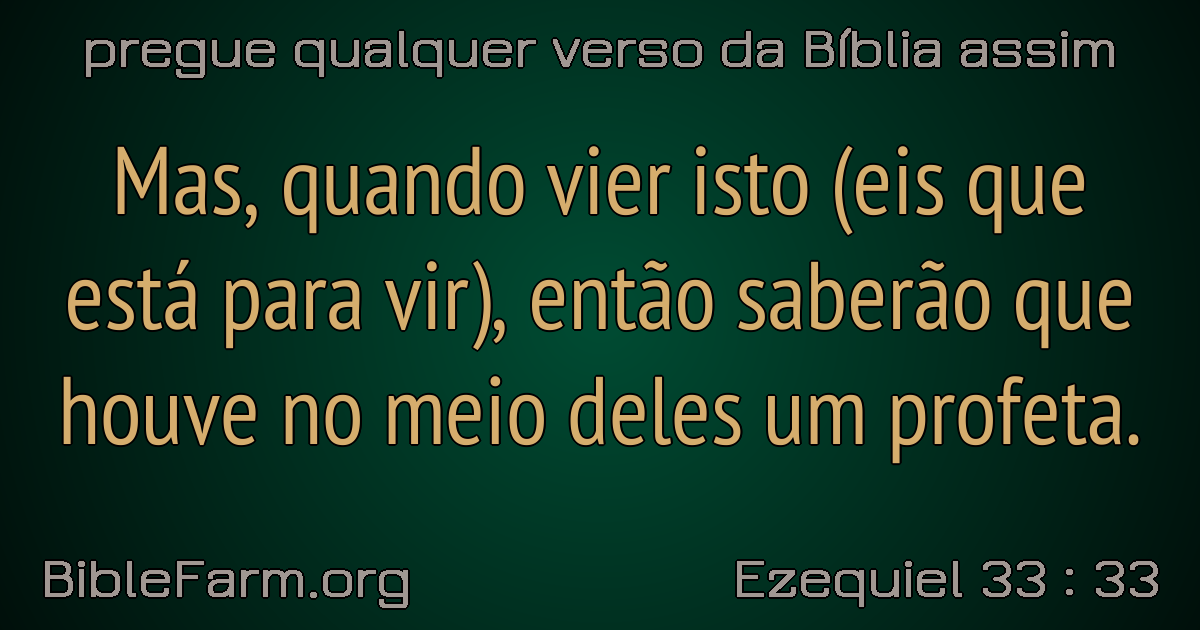 pregue qualquer verso da Bíblia assim
Mas, quando vier isto (eis que
está para vir), então saberão que
houve no meio deles um profeta.
BibleFarm.org
Ezequiel 33 : 33